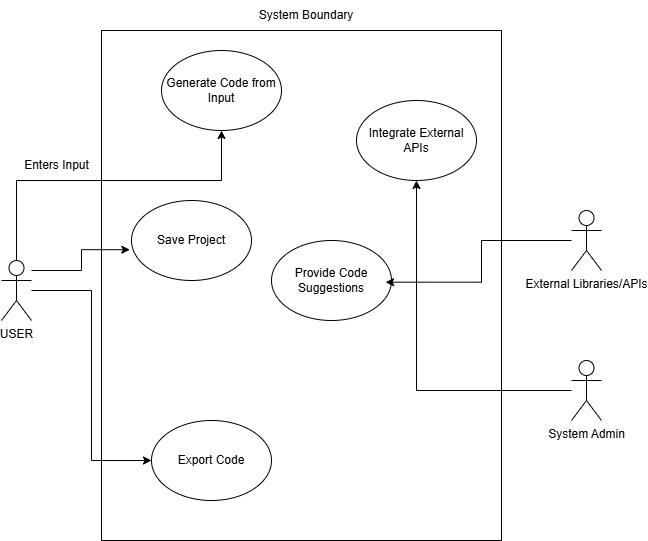 System Boundary
Generate Code from
Input
Integrate External
APIs
Enters Input
Save Project
Provide Code
Suggestions
External Libraries/APIs
USER
System Admin
Export Code